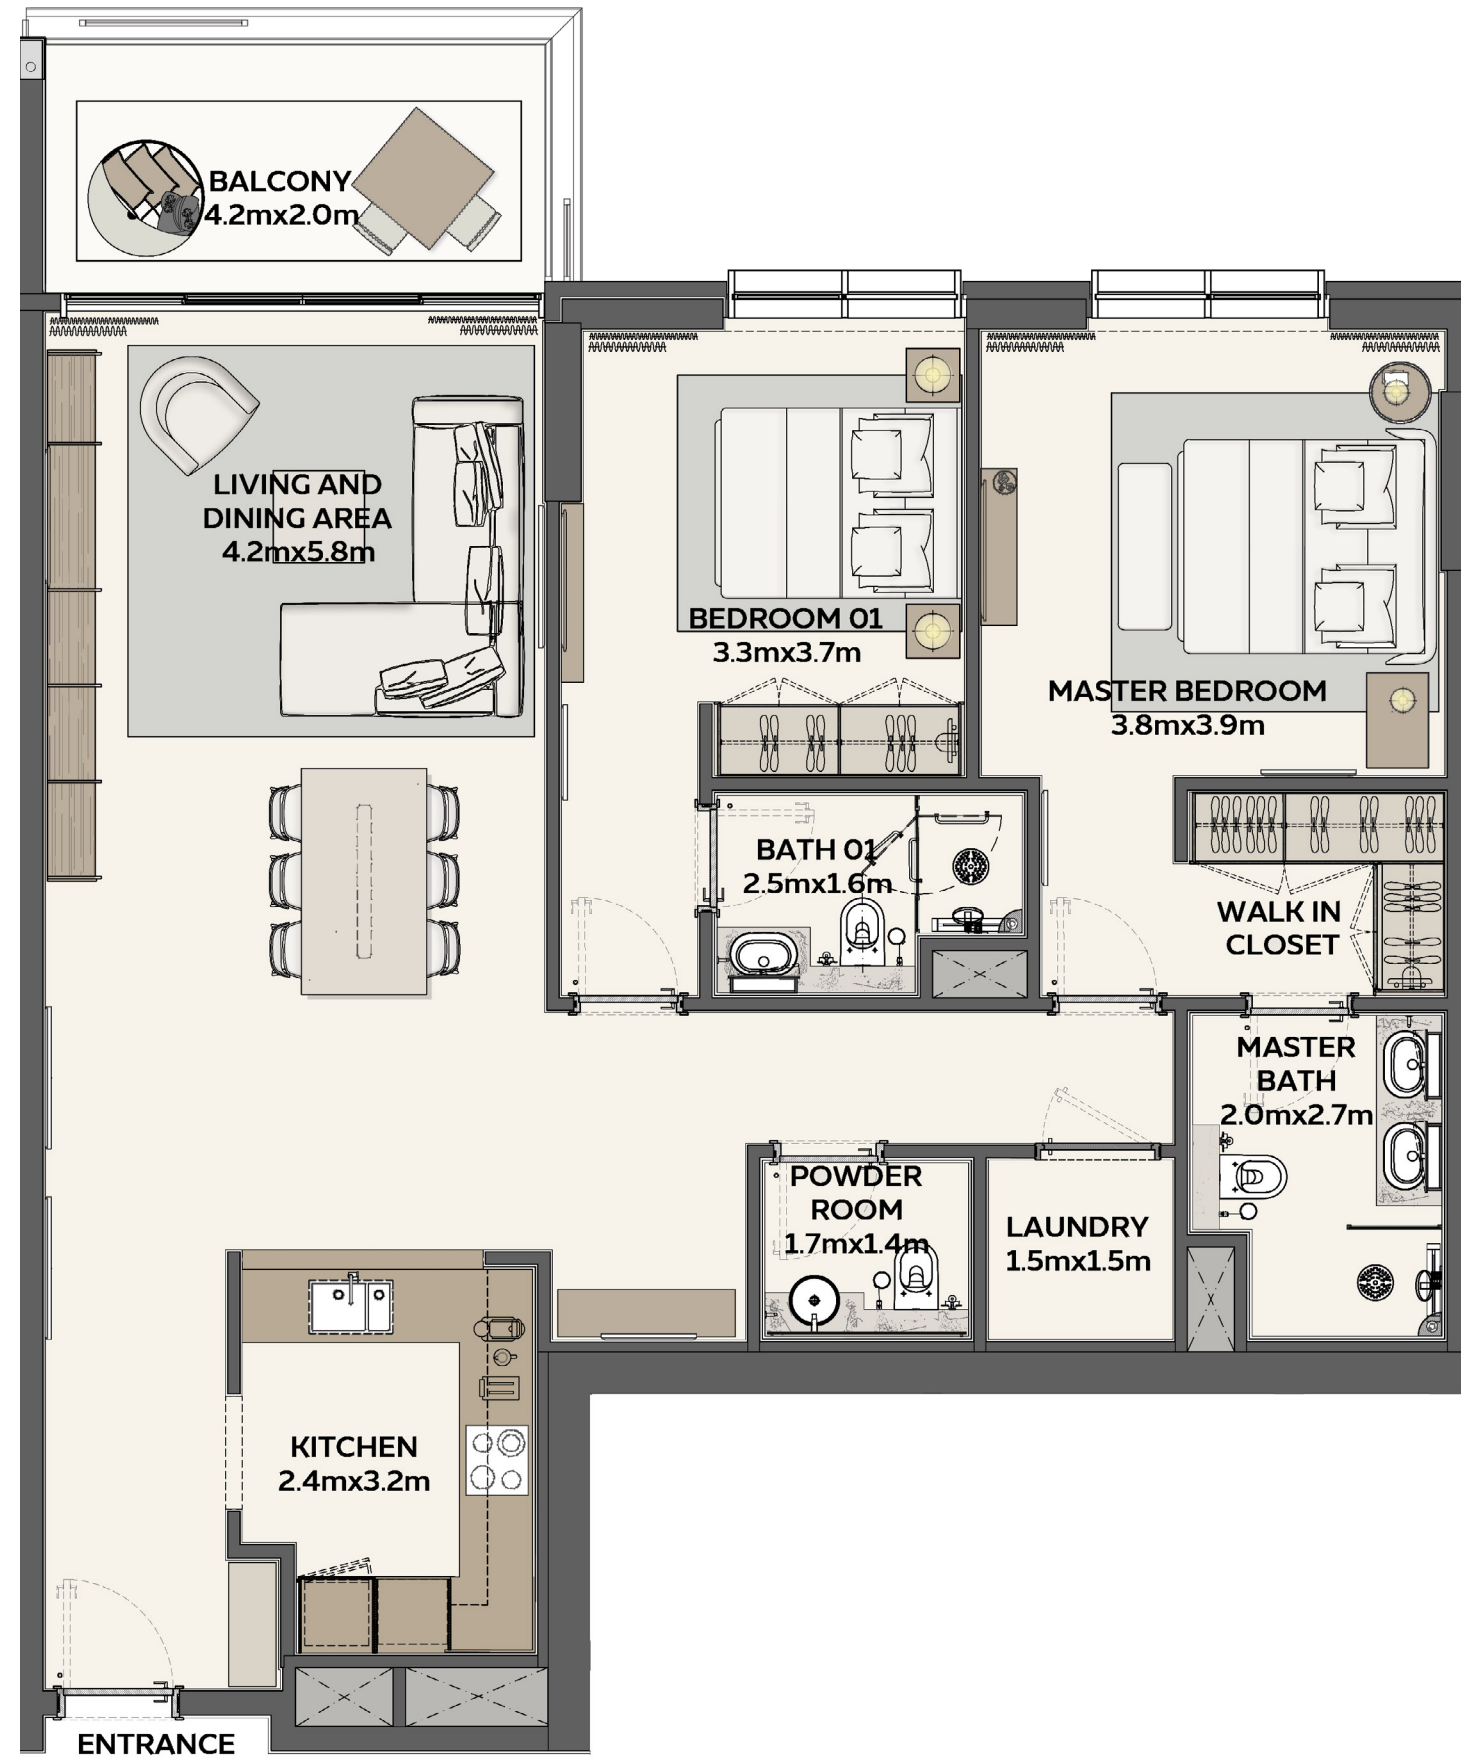 BALCONY
4.2mx2.0m
LIVING AND
DINING AREA
4.2mx5.8m
BEDROOM 01
3.3mx3.7m
MASTER BEDROOM
3.8mx3.9m
BATH 01
2.5mx1.6m
WALK IN
CLOSET
MASTER
BATH
2.0mx2.7m
POWDER
ROOM
1.7mx1.4m
LAUNDRY
1.5mx1.5m
KITCHEN
2.4mx3.2m
ENTRANCE